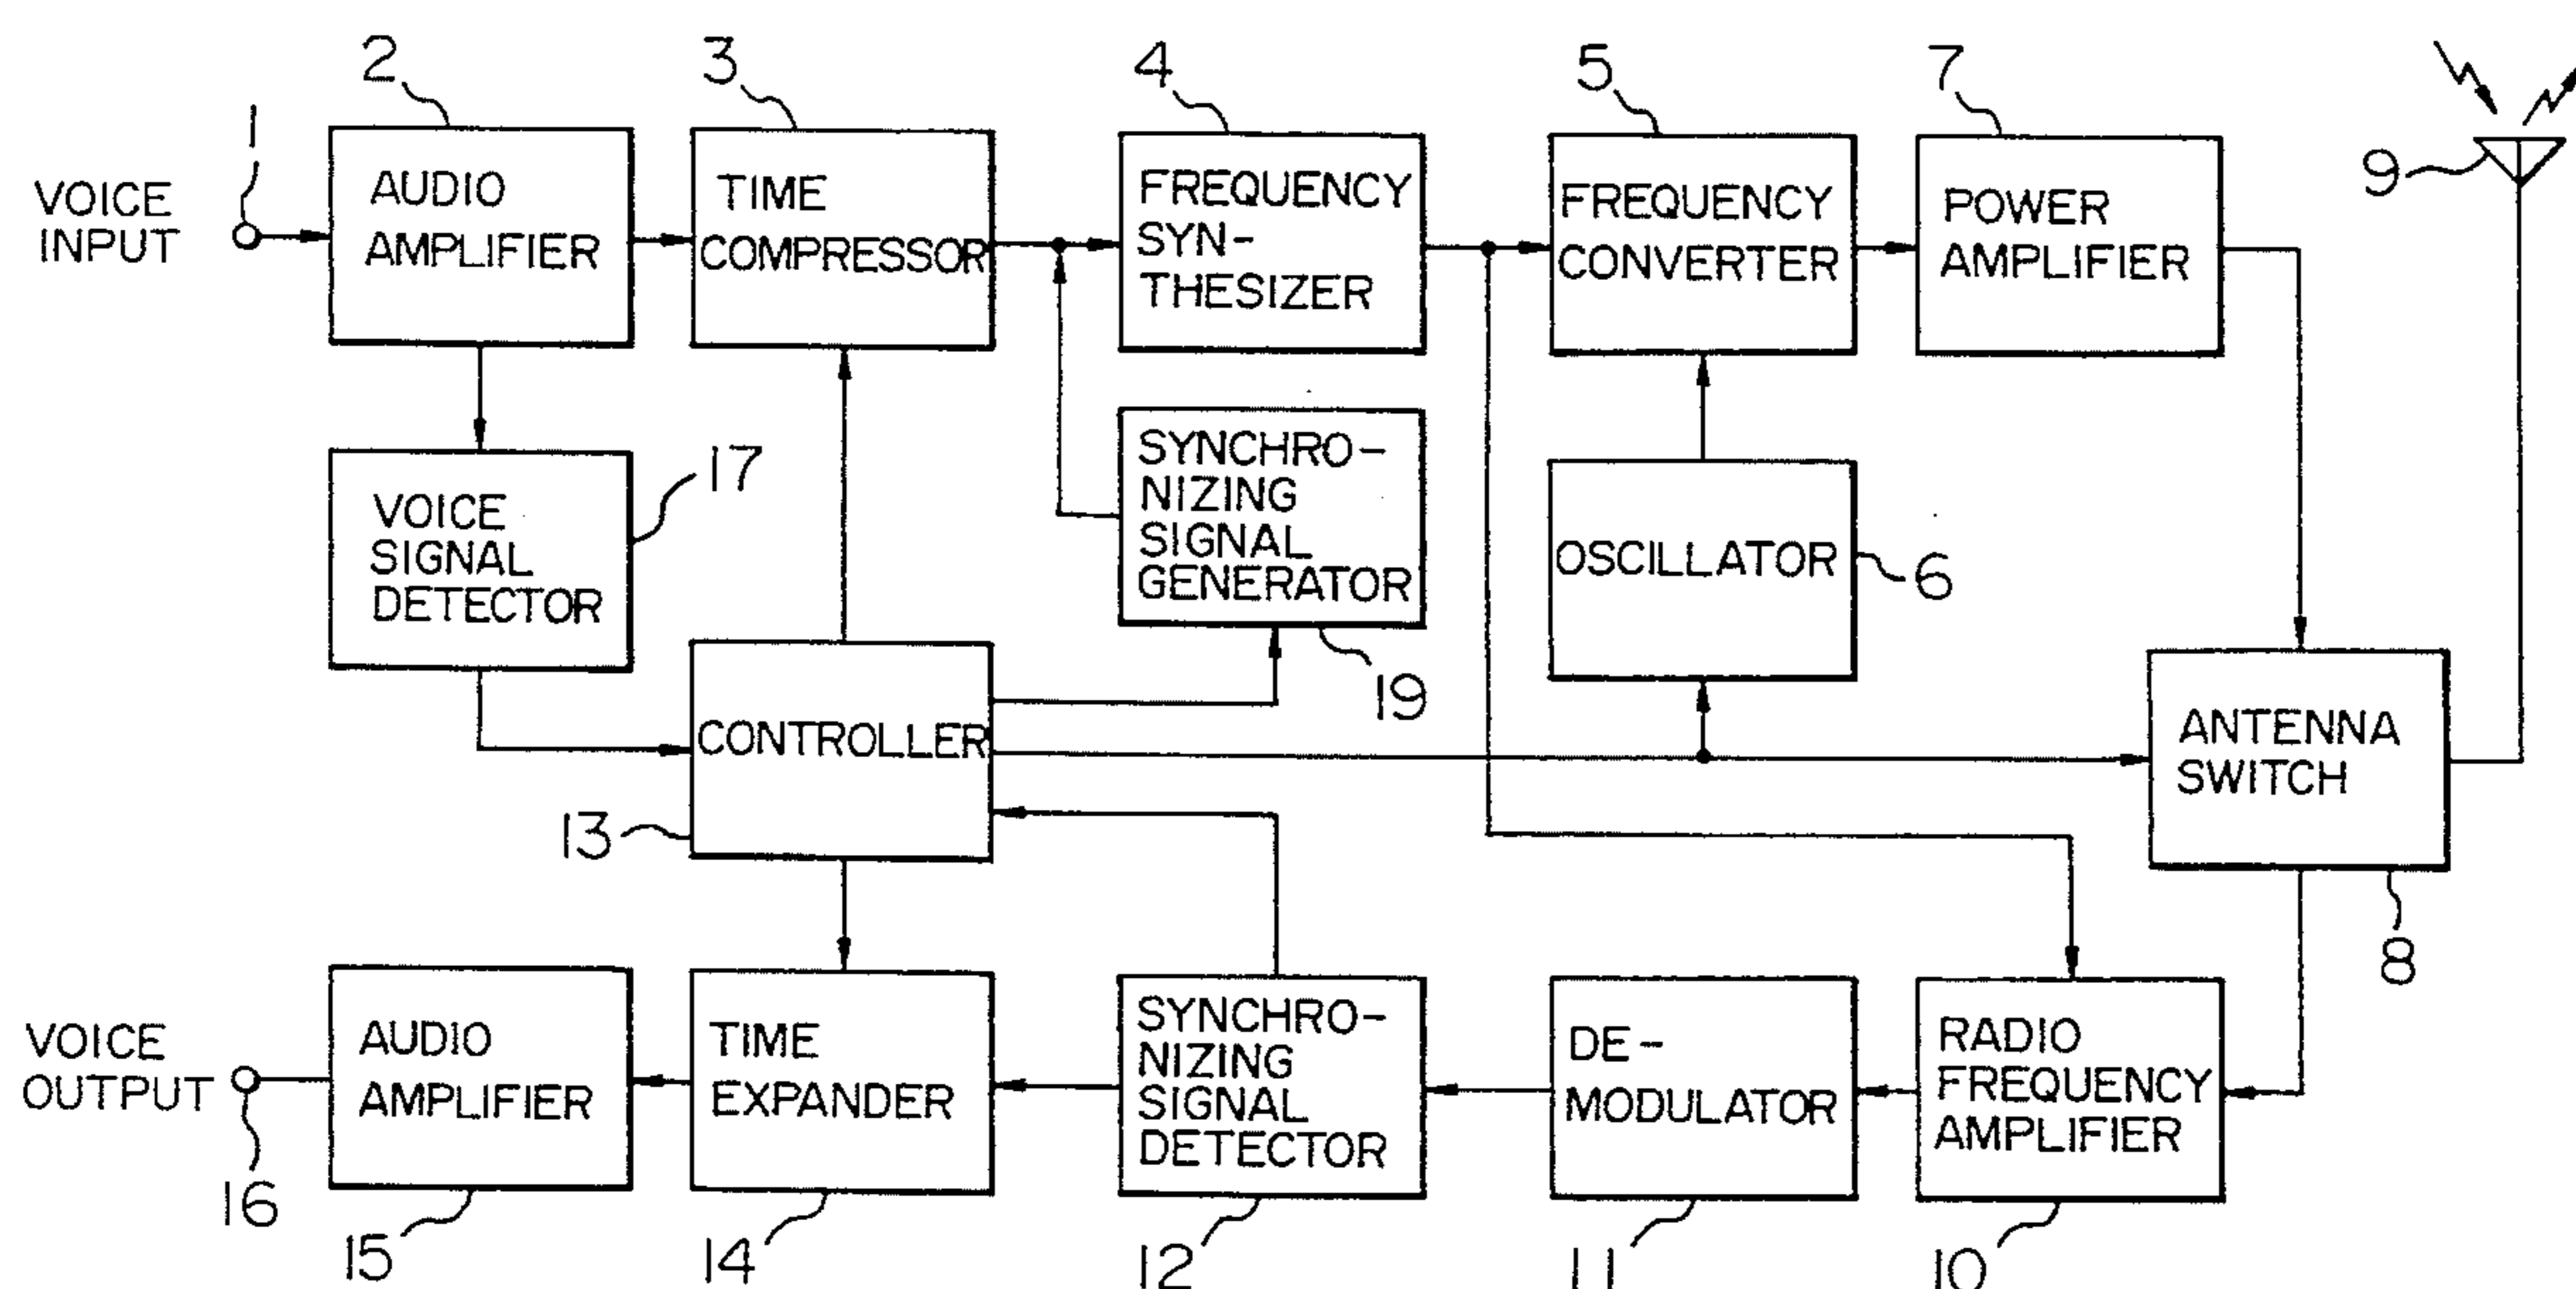 1
2
3
4
5
7
9
VOICE
INPUT
AUDIO
AMPLIFIER
TIME
COMPRESSOR
FREQUENCY
SYN-
THESIZER
FREQUENCY
CONVERTER
POWER
AMPLIFIER
VOICE
SIGNAL
DETECTOR
17
SYNCHRO-
NIZING
SIGNAL
GENERATOR
19
OSCILLATOR
6
CONTROLLER
13
ANTENNA
SWITCH
8
VOICE
OUTPUT
16
AUDIO
AMPLIFIER
15
TIME
EXPANDER
14
SYNCHRO-
NIZING
SIGNAL
DETECTOR
12
DE-
MODULATOR
11
RADIO
FREQUENCY
AMPLIFIER
10